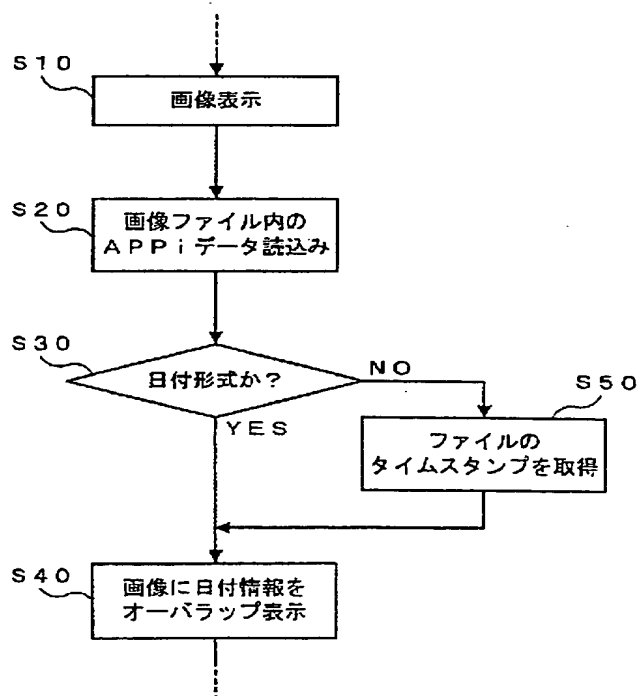 S10
画像表示
S20
画像ファイル内の
APPiデータ読込み
S30
日付形式か?
NO
YES
S50
ファイルの
タイムスタンプを取得
S40
画像に日付情報を
オーバラップ表示